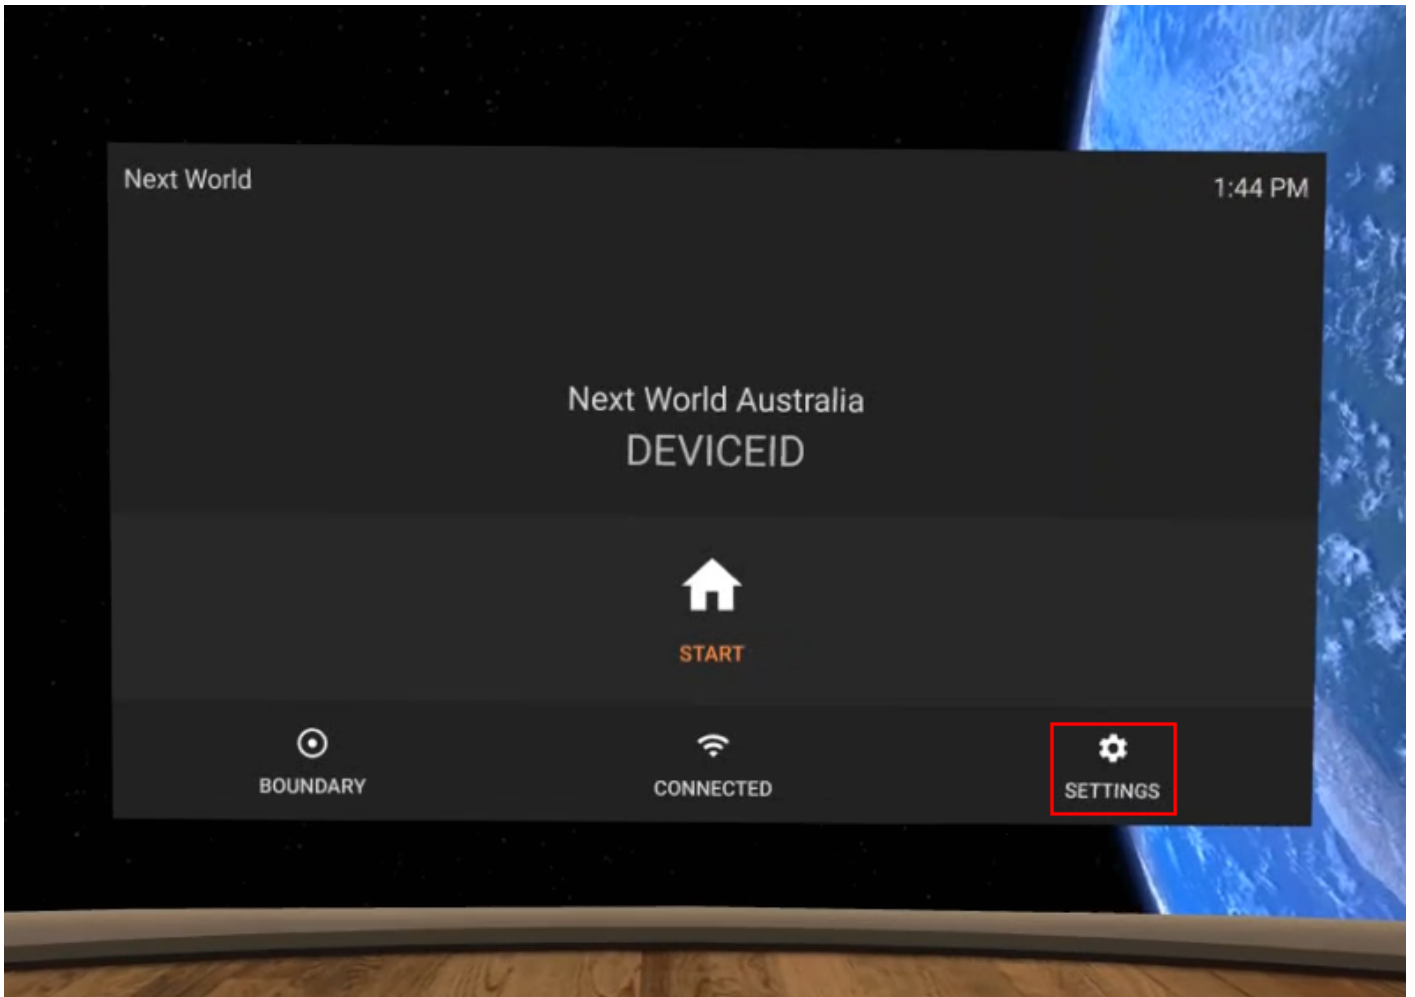 Next World
1:44 PM
Next World Australia
DEVICEID
START
BOUNDARY
CONNECTED
SETTINGS